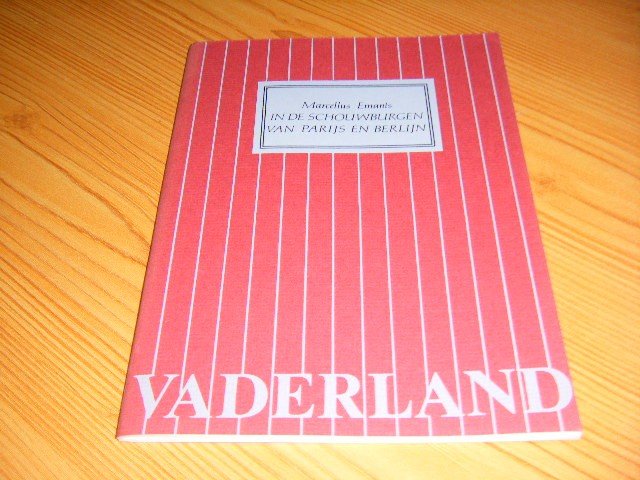 Marcellus Emants
IN DE SCHOUWBURGEN
VAN PARIJS EN BERLIJN
VADERLAND